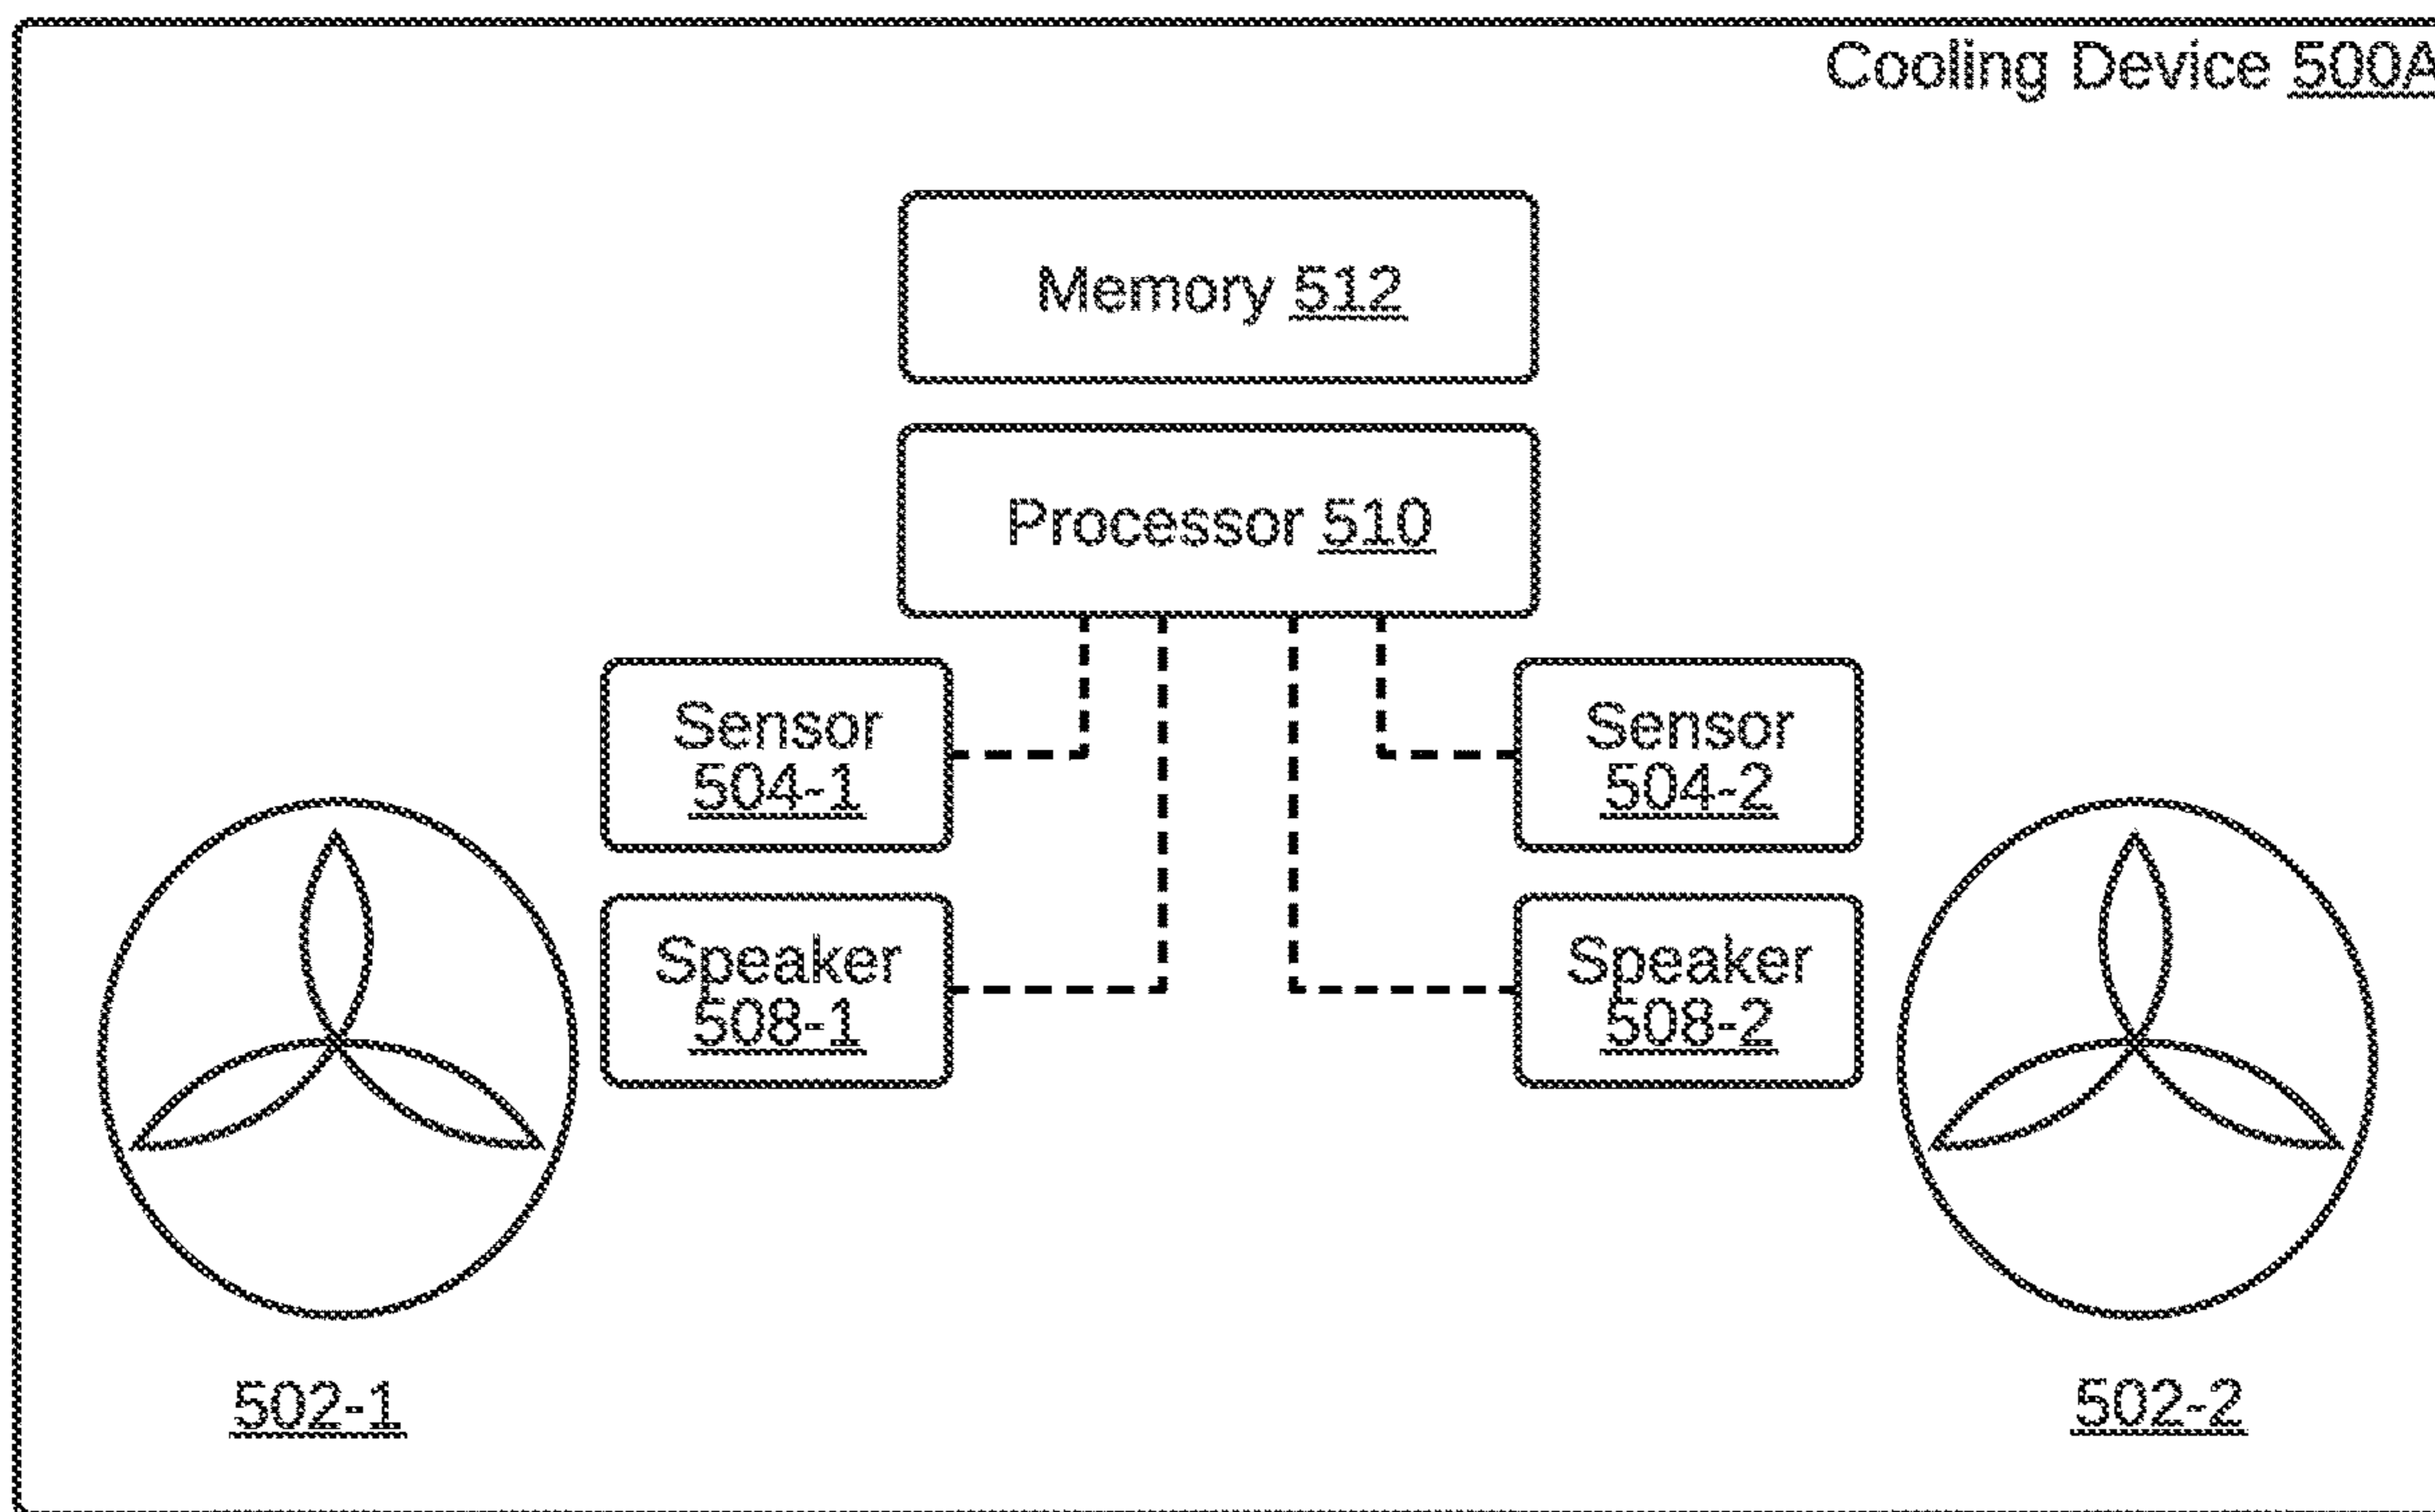 Cooling Device 500A
Memory 512
Processor 510
Sensor
504-1
Sensor
504-2
Speaker
508-1
Speaker
508-2
502-1
502-2